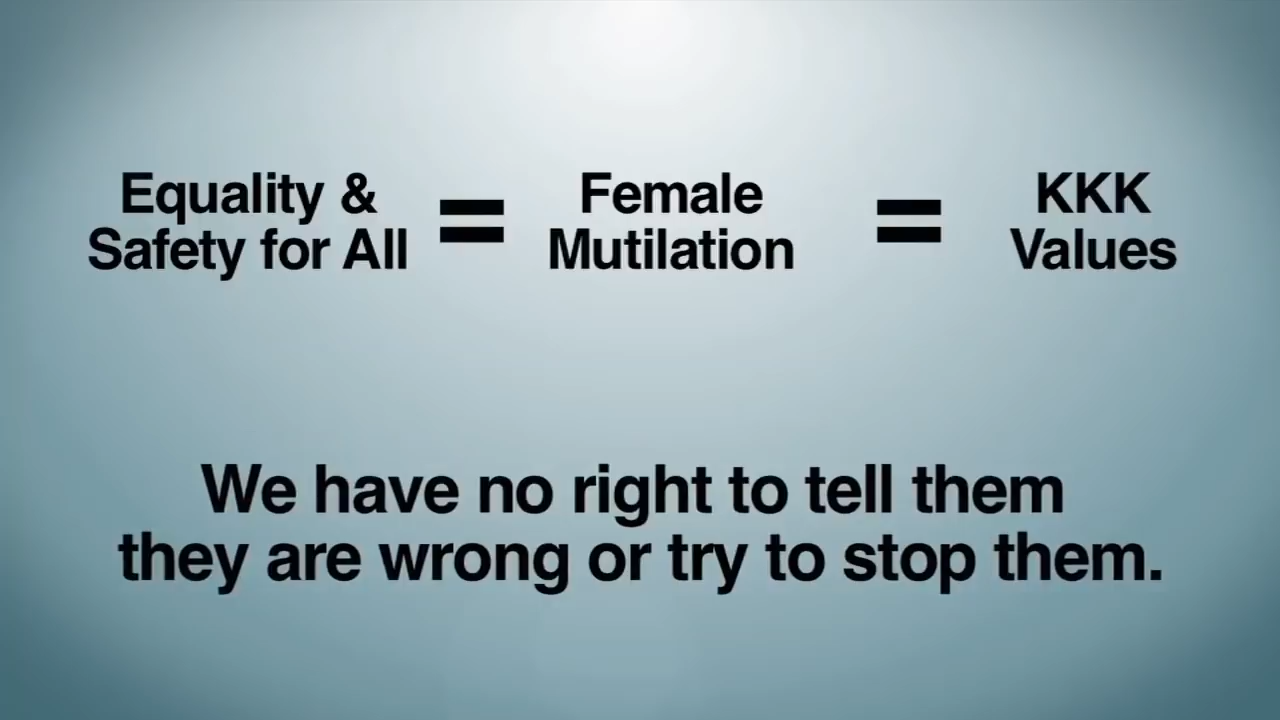 Equality &
Safety for All
=
Female
Mutilation
=
KKK
Values
We have no right to tell them
they are wrong or try to stop them.